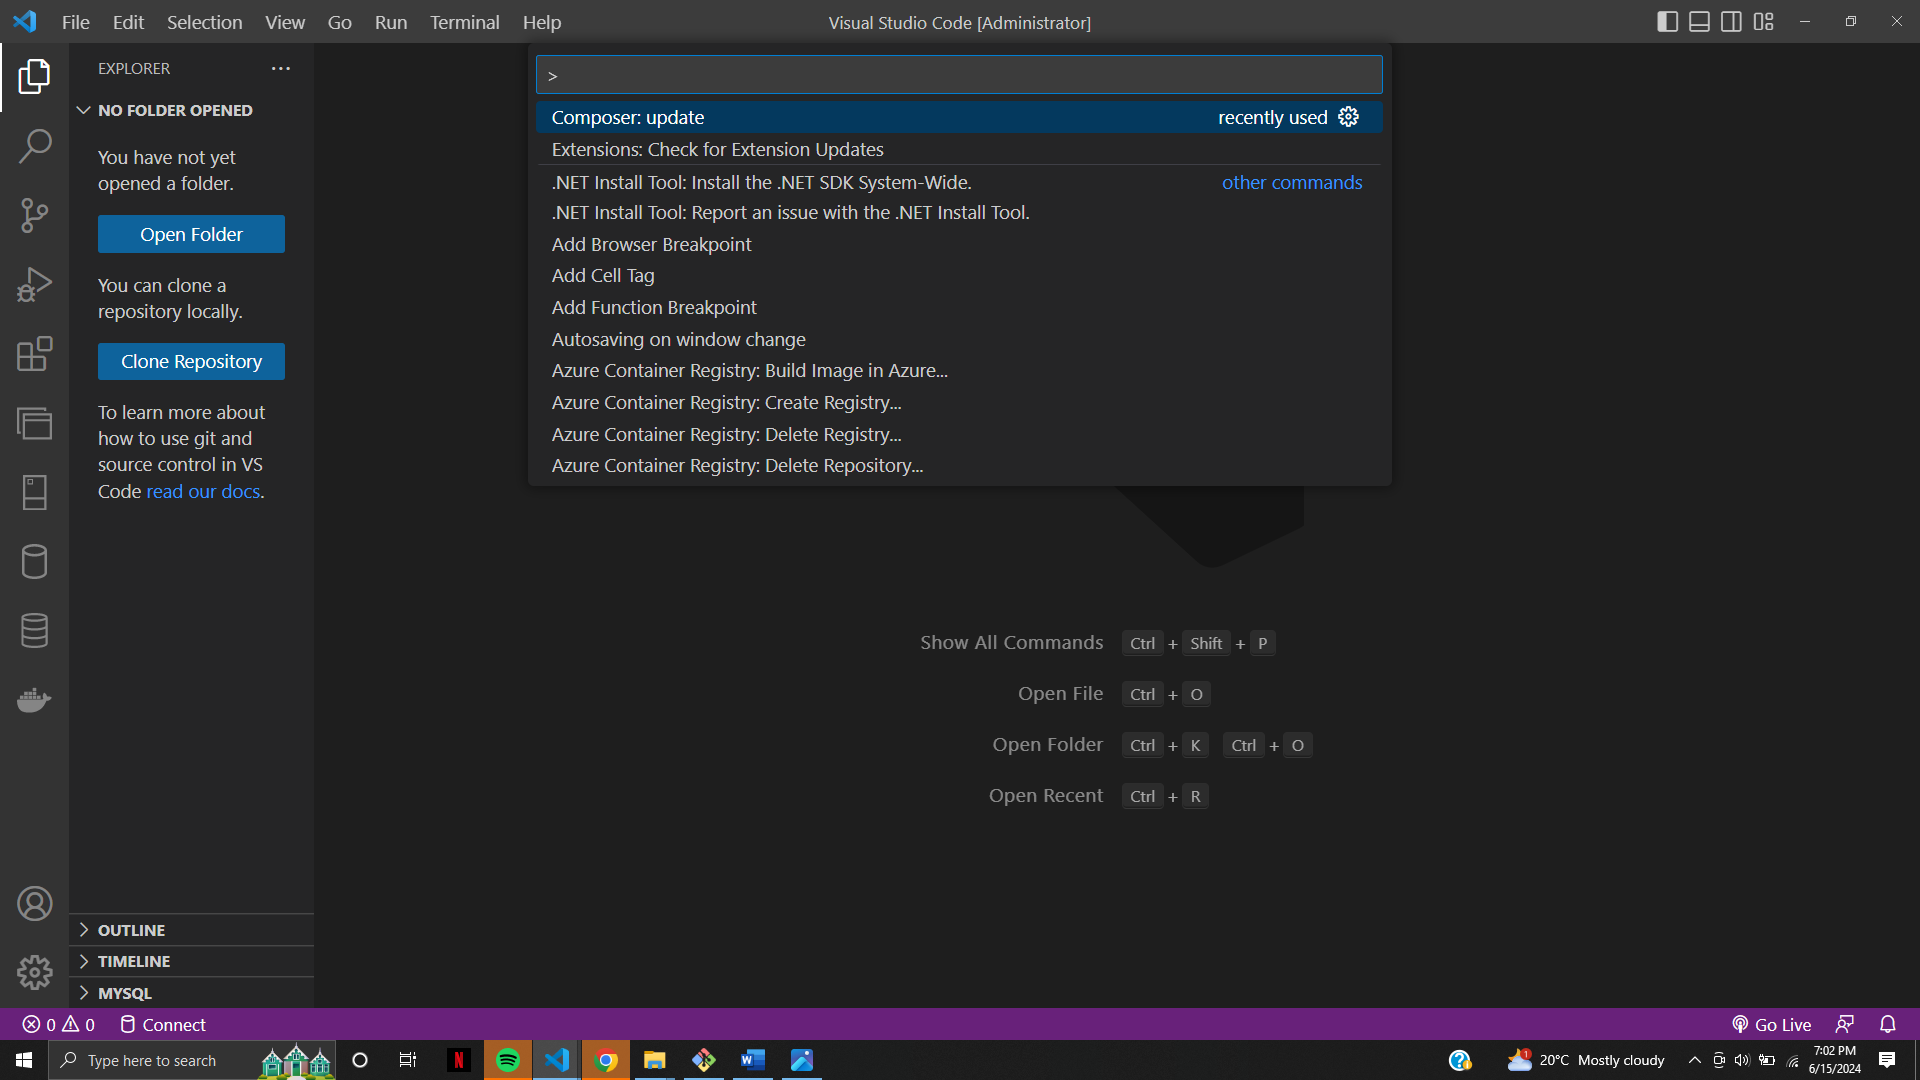 File Edit Selection View Go Run Terminal Help
Visual Studio Code [Administrator]
EXPLORER
NO FOLDER OPENED
You have not yet
opened a folder.
Open Folder
You can clone a
repository locally.
Clone Repository
To learn more about
how to use git and
source control in VS
Code read our docs.
OUTLINE
TIMELINE
MYSQL
>
Composer: update recently used
Extensions: Check for Extension Updates
.NET Install Tool: Install the .NET SDK System-Wide. other commands
.NET Install Tool: Report an issue with the .NET Install Tool.
Add Browser Breakpoint
Add Cell Tag
Add Function Breakpoint
Autosaving on window change
Azure Container Registry: Build Image in Azure...
Azure Container Registry: Create Registry...
Azure Container Registry: Delete Registry...
Azure Container Registry: Delete Repository...
Show All Commands Ctrl + Shift + P
Open File Ctrl + O
Open Folder Ctrl + K Ctrl + O
Open Recent Ctrl + R
0 0 Connect
Go Live
Type here to search
N
W
?
1
20°C Mostly cloudy
7:02 PM
6/15/2024